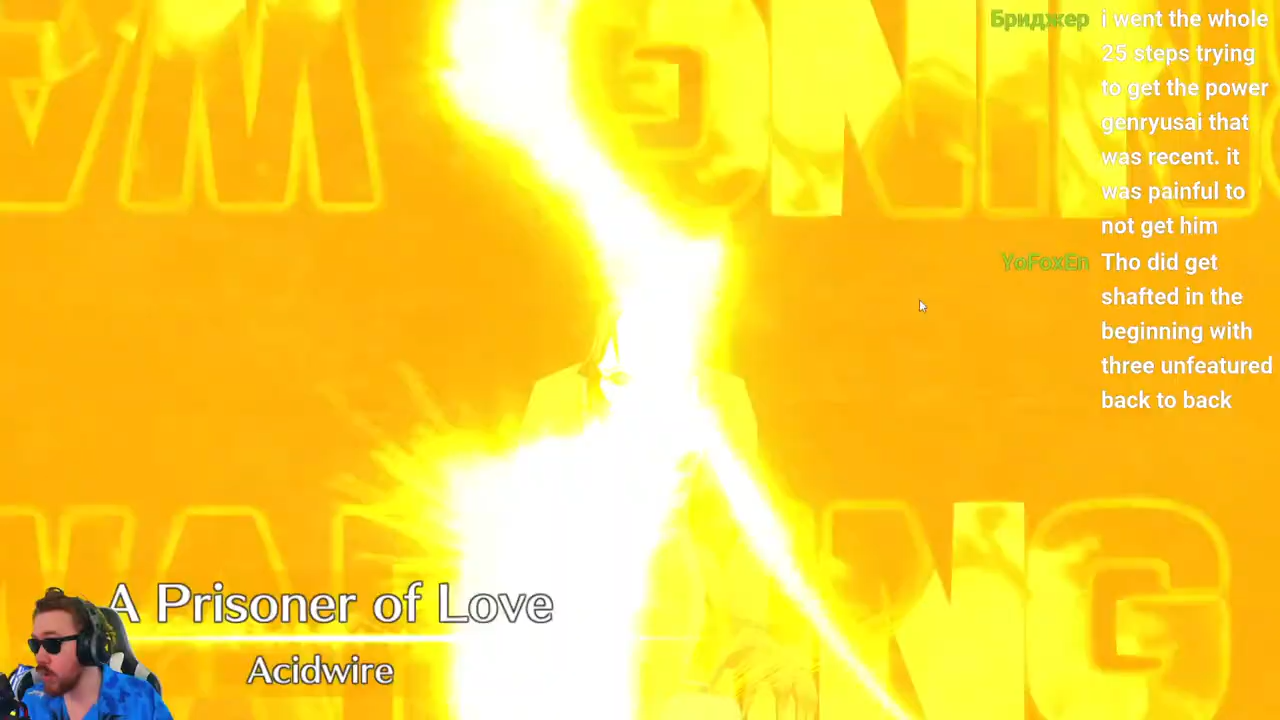 WARNING
Бриджер i went the whole
25 steps trying
to get the power
genryusai that
was recent. it
was painful to
not get him
YoFoxEn Tho did get
shafted in the
beginning with
three unfeatured
back to back
WARNING
A Prisoner of Love
Acidwire